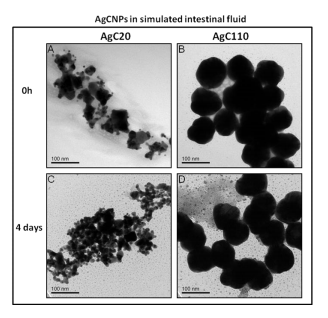 AgCNPs in simulated intestinal fluid
AgC20 AgC110
0h
A
100 nm
B
100 nm
4 days
C
100 nm
D
100 nm